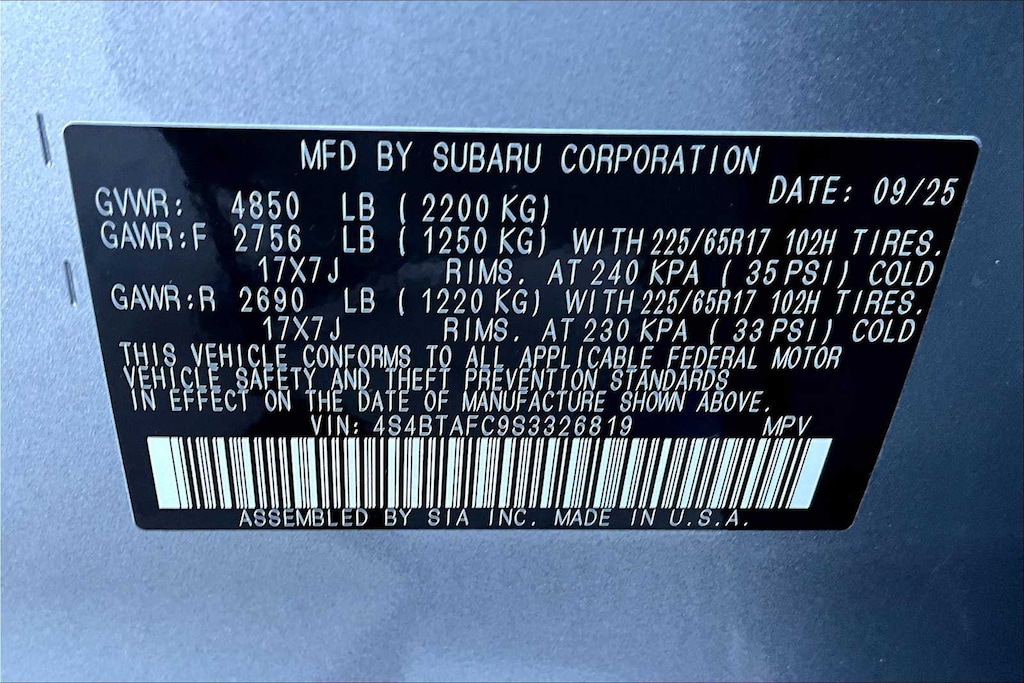 MFD BY SUBARU CORPORATION
DATE: 09/25
GVWR: 4850 LB (2200 KG)
GAWR:F 2756 LB (1250 KG) WITH 225/65R17 102H TIRES.
17X7J RIMS. AT 240 KPA (35 PSI) COLD
GAWR:R 2690 LB (1220 KG) WITH 225/65R17 102H TIRES.
17X7J RIMS. AT 230 KPA (33 PSI) COLD
THIS VEHICLE CONFORMS TO ALL APPLICABLE FEDERAL MOTOR
VEHICLE SAFETY AND THEFT PREVENTION STANDARDS
IN EFFECT ON THE DATE OF MANUFACTURE SHOWN ABOVE.
VIN: 4S4BTAFC9S3326819 MPV
ASSEMBLED BY SIA INC. MADE IN U.S.A.